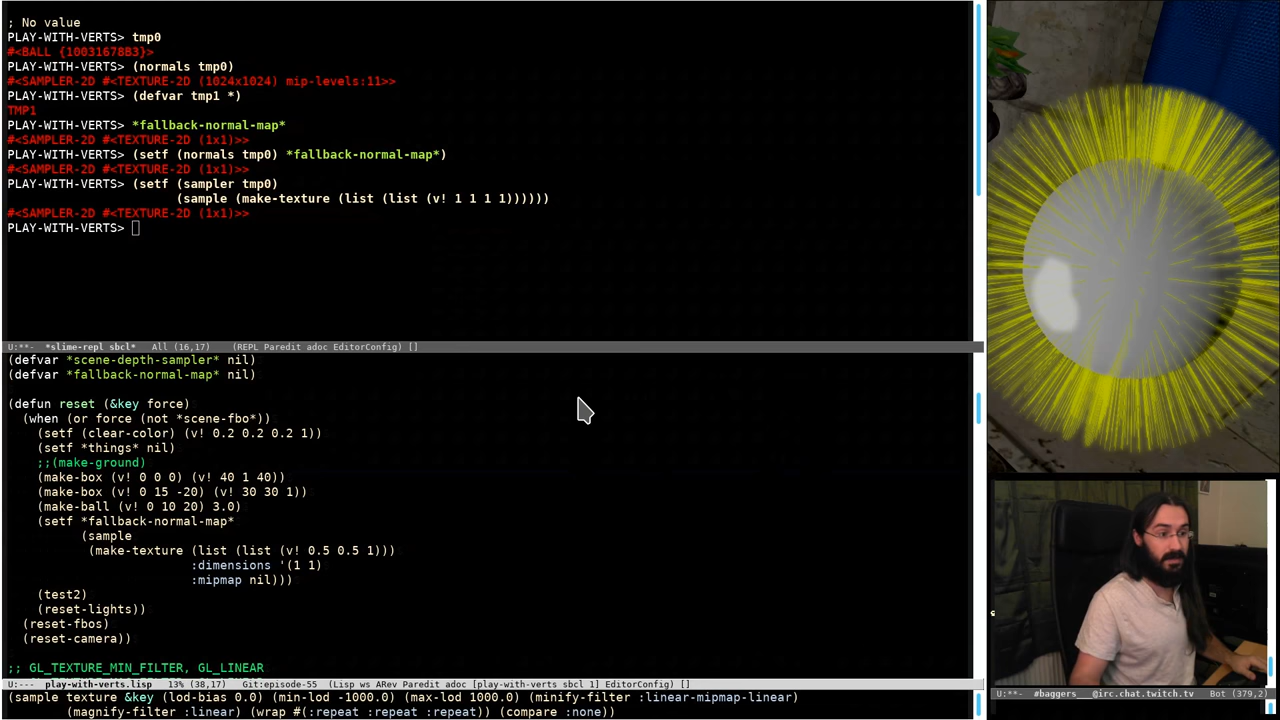 ; No value
PLAY-WITH-VERTS> tmp0
#<BALL {10031678B3}>
PLAY-WITH-VERTS> (normals tmp0)
#<SAMPLER-2D #<TEXTURE-2D (1024x1024) mip-levels:11>>
PLAY-WITH-VERTS> (defvar tmp1 *)
TMP1
PLAY-WITH-VERTS> *fallback-normal-map*
#<SAMPLER-2D #<TEXTURE-2D (1x1)>>
PLAY-WITH-VERTS> (setf (normals tmp0) *fallback-normal-map*)
#<SAMPLER-2D #<TEXTURE-2D (1x1)>>
PLAY-WITH-VERTS> (setf (sampler tmp0)
(sample (make-texture (list (list (v! 1 1 1 1))))))
#<SAMPLER-2D #<TEXTURE-2D (1x1)>>
PLAY-WITH-VERTS>
U:**- *slime-repl sbcl* All (16,17) (REPL Paredit adoc EditorConfig) []
(defvar *scene-depth-sampler* nil)
(defvar *fallback-normal-map* nil)
(defun reset (&key force)
(when (or force (not *scene-fbo*))
(setf (clear-color) (v! 0.2 0.2 0.2 1))
(setf *things* nil)
;;(make-ground)
(make-box (v! 0 0 0) (v! 40 1 40))
(make-box (v! 0 15 -20) (v! 30 30 1))
(make-ball (v! 0 10 20) 3.0)
(setf *fallback-normal-map*
(sample
(make-texture (list (list (v! 0.5 0.5 1)))
:dimensions '(1 1)
:mipmap nil)))
(test2)
(reset-lights))
(reset-fbos)
(reset-camera))
;; GL_TEXTURE_MIN_FILTER, GL_LINEAR
U:--- play-with-verts.lisp 13% (38,17) Git:episode-55 (Lisp ws ARev Paredit adoc [play-with-verts sbcl 1] EditorConfig) []
(sample texture &key (lod-bias 0.0) (min-lod -1000.0) (max-lod 1000.0) (minify-filter :linear-mipmap-linear)
(magnify-filter :linear) (wrap #(:repeat :repeat :repeat)) (compare :none))
U:**- #baggers__@irc.chat.twitch.tv Bot (379,2)